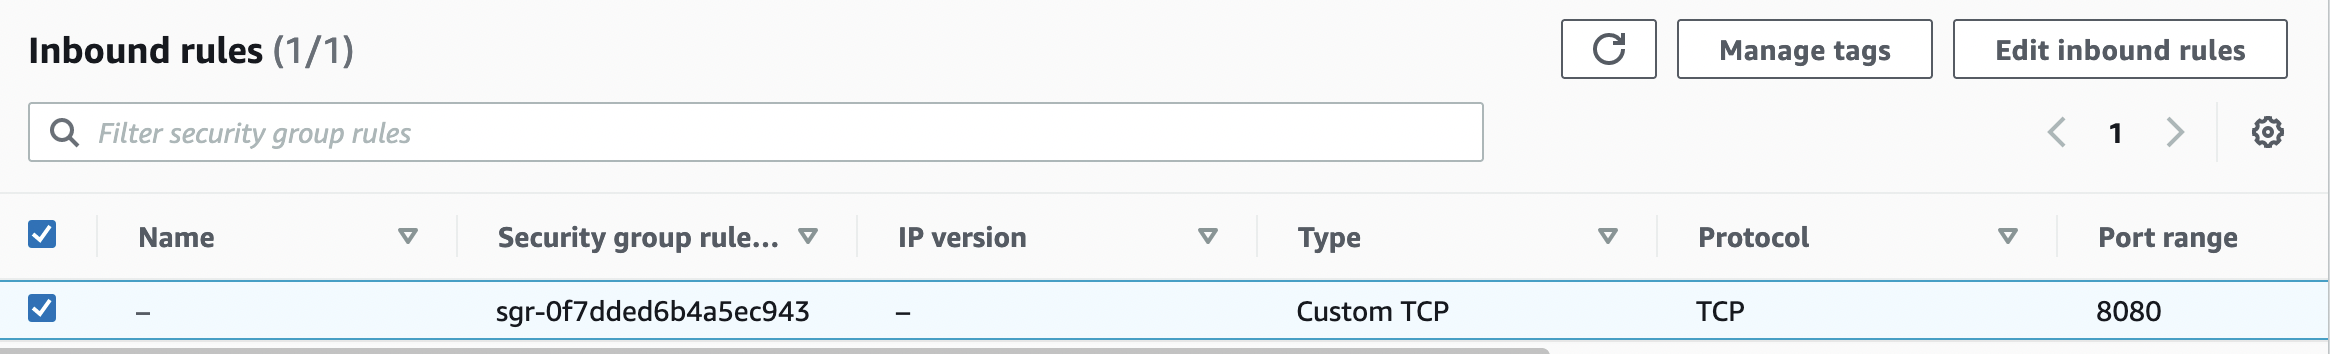 Inbound rules (1/1)
Manage tags
Edit inbound rules
Filter security group rules
1
Name Security group rule... IP version Type Protocol Port range
– sgr-0f7dded6b4a5ec943 – Custom TCP TCP 8080